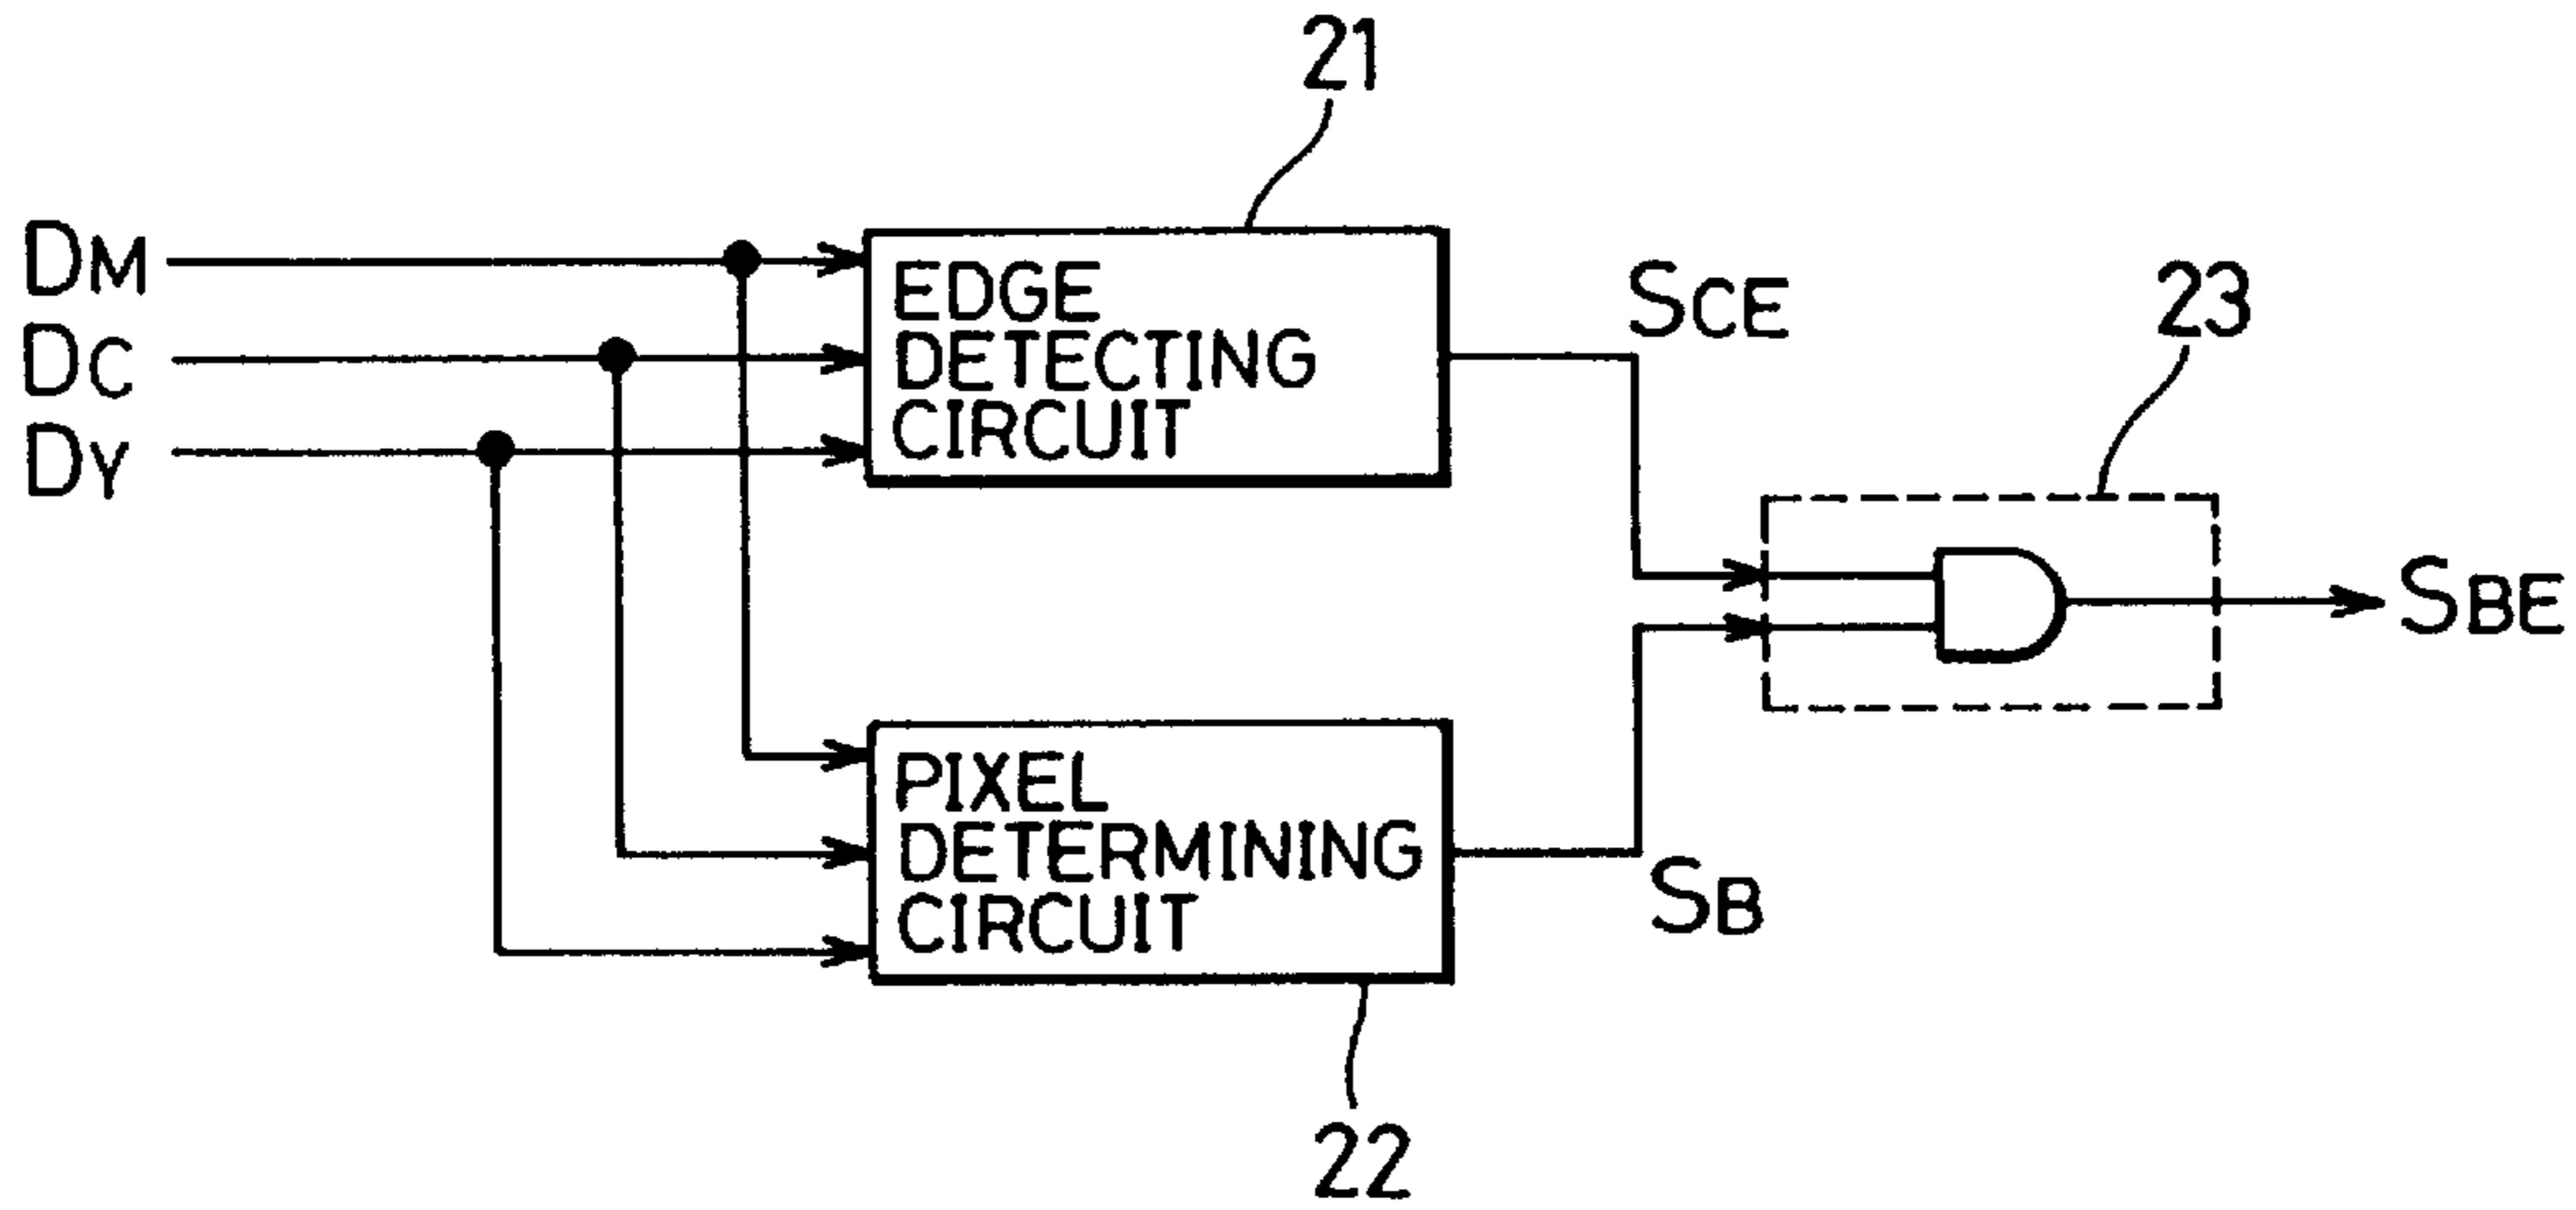 21
DM
DC
DY
EDGE
DETECTING
CIRCUIT
SCE
23
SBE
PIXEL
DETERMINING
CIRCUIT
SB
22